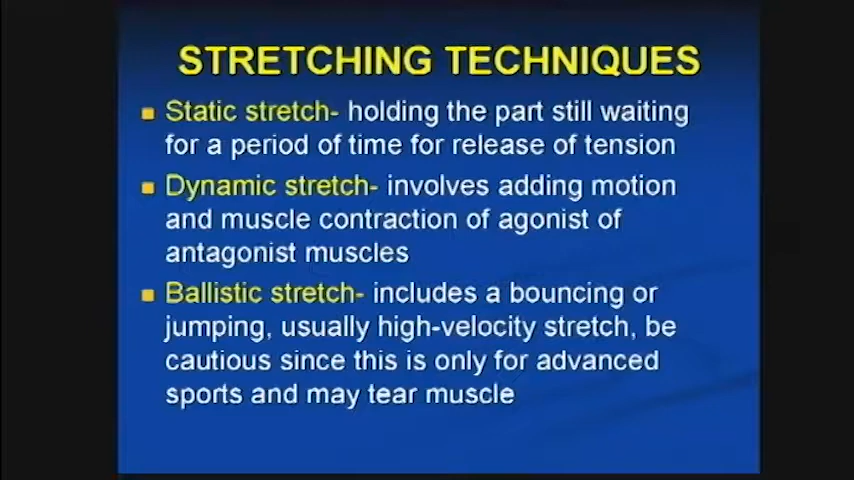 STRETCHING TECHNIQUES
Static stretch- holding the part still waiting
for a period of time for release of tension
Dynamic stretch- involves adding motion
and muscle contraction of agonist of
antagonist muscles
Ballistic stretch- includes a bouncing or
jumping, usually high-velocity stretch, be
cautious since this is only for advanced
sports and may tear muscle